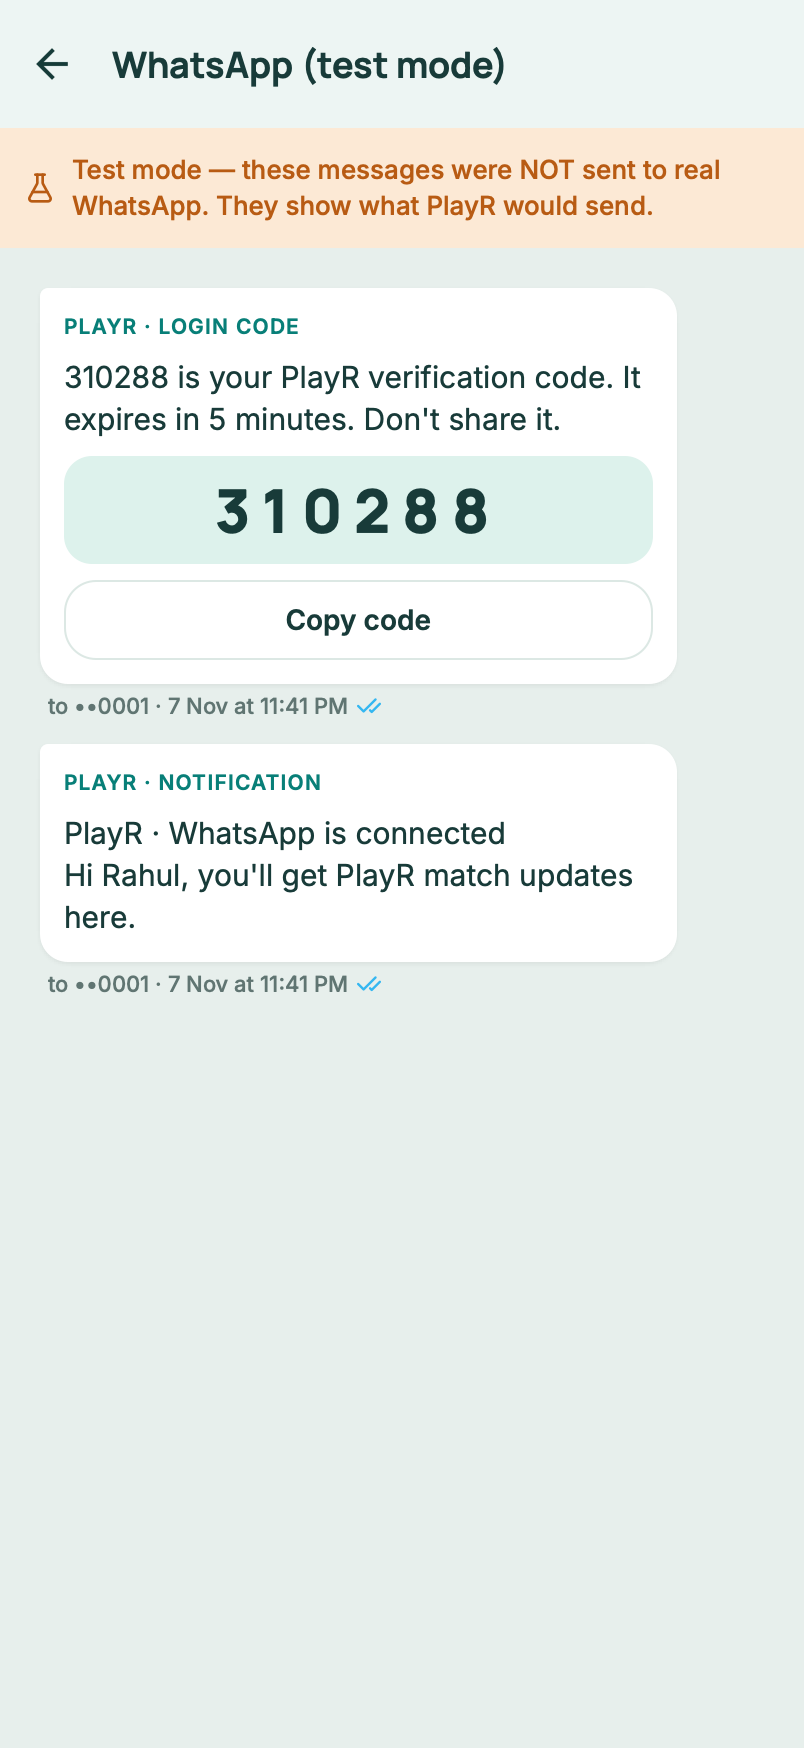 WhatsApp (test mode)
Test mode — these messages were NOT sent to real
WhatsApp. They show what PlayR would send.
PLAYR · LOGIN CODE
310288 is your PlayR verification code. It
expires in 5 minutes. Don't share it.
310288
Copy code
to ••0001 · 7 Nov at 11:41 PM
PLAYR · NOTIFICATION
PlayR · WhatsApp is connected
Hi Rahul, you'll get PlayR match updates
here.
to ••0001 · 7 Nov at 11:41 PM